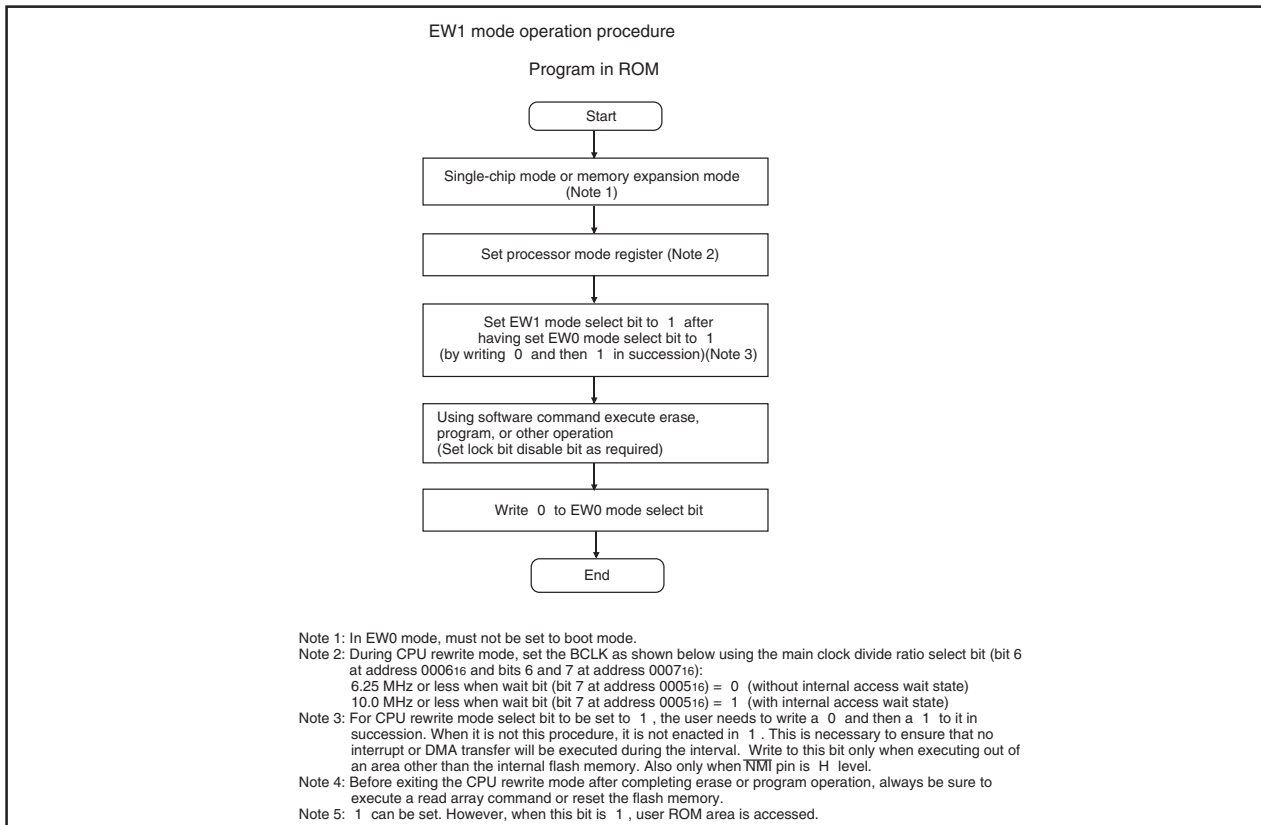 EW1 mode operation procedure
Program in ROM
Start
Single-chip mode or memory expansion mode
(Note 1)
Set processor mode register (Note 2)
Set EW1 mode select bit to 1 after
having set EW0 mode select bit to 1
(by writing 0 and then 1 in succession)(Note 3)
Using software command execute erase,
program, or other operation
(Set lock bit disable bit as required)
Write 0 to EW0 mode select bit
End
Note 1: In EW0 mode, must not be set to boot mode.
Note 2: During CPU rewrite mode, set the BCLK as shown below using the main clock divide ratio select bit (bit 6
at address 000616 and bits 6 and 7 at address 000716):
6.25 MHz or less when wait bit (bit 7 at address 000516) = 0 (without internal access wait state)
10.0 MHz or less when wait bit (bit 7 at address 000516) = 1 (with internal access wait state)
Note 3: For CPU rewrite mode select bit to be set to 1 , the user needs to write a 0 and then a 1 to it in
succession. When it is not this procedure, it is not enacted in 1 . This is necessary to ensure that no
interrupt or DMA transfer will be executed during the interval. Write to this bit only when executing out of
an area other than the internal flash memory. Also only when NMI pin is H level.
Note 4: Before exiting the CPU rewrite mode after completing erase or program operation, always be sure to
execute a read array command or reset the flash memory.
Note 5: 1 can be set. However, when this bit is 1 , user ROM area is accessed.